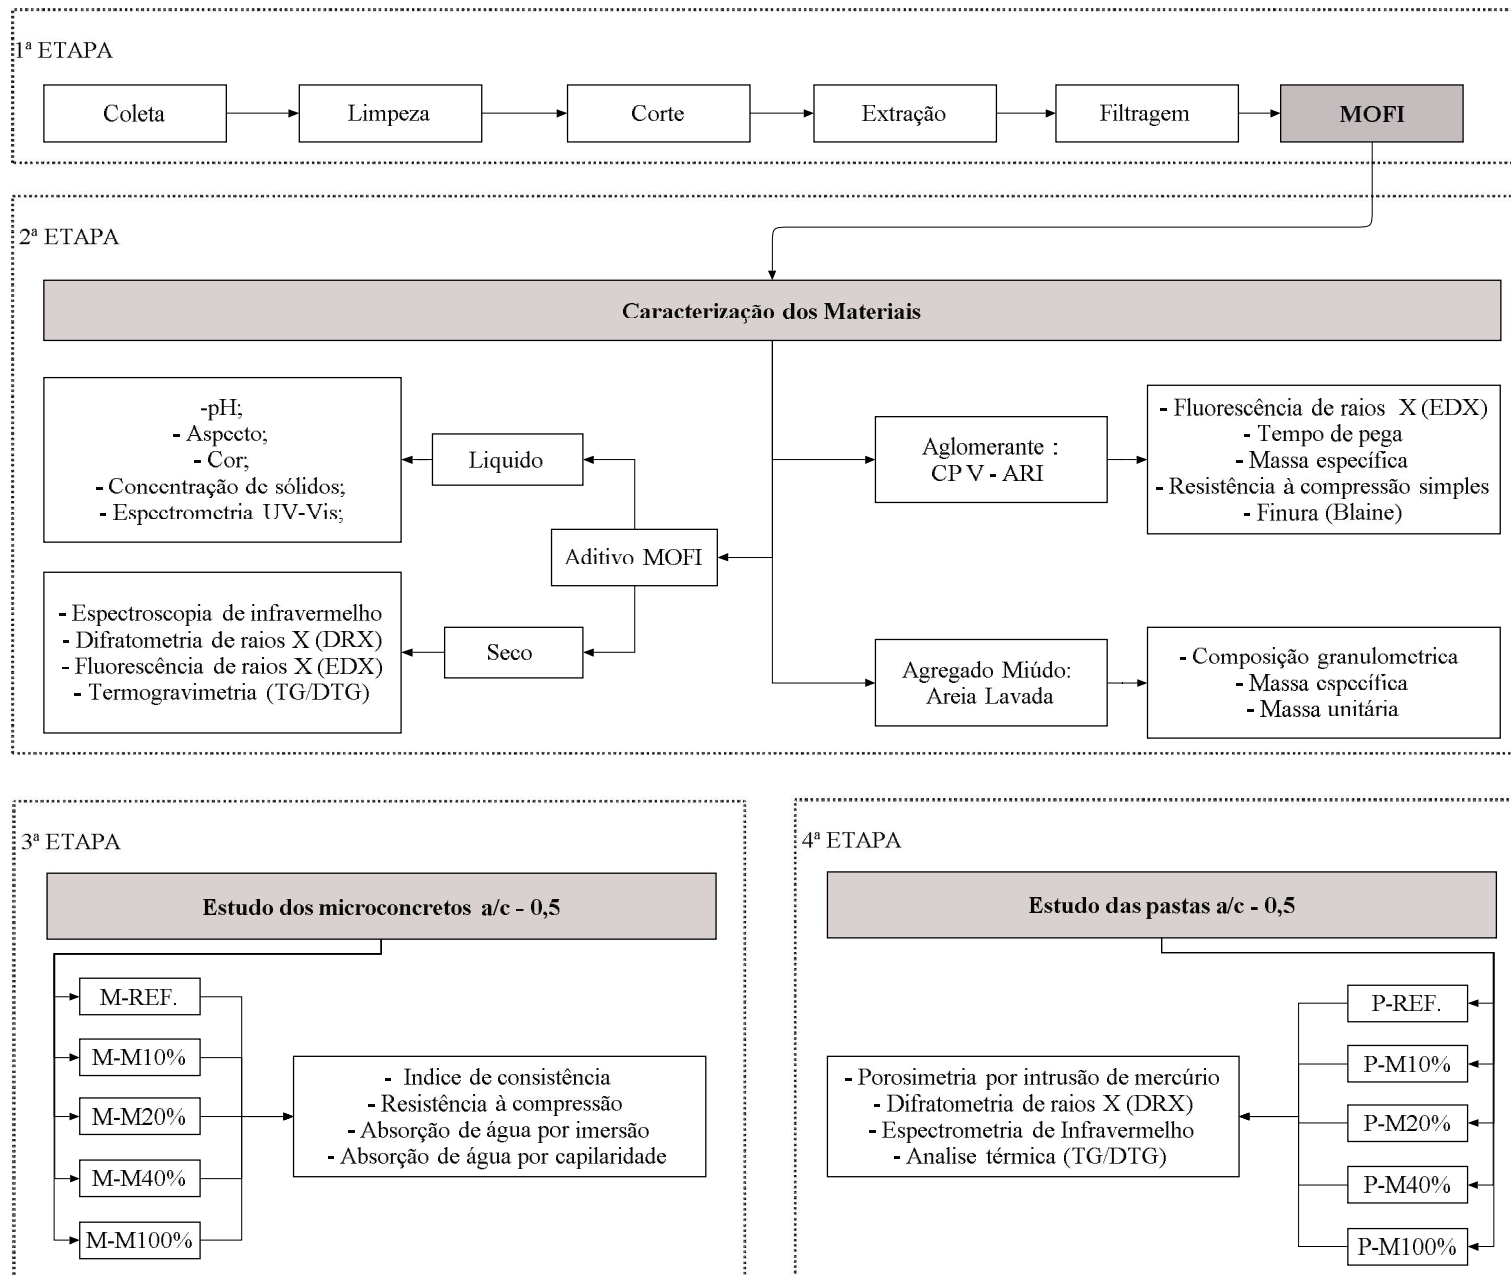 1ª ETAPA
Coleta
Limpeza
Corte
Extração
Filtragem
MOFI
2ª ETAPA
Caracterização dos Materiais
-pH;
- Aspecto;
- Cor;
- Concentração de sólidos;
- Espectrometria UV-Vis;
Liquido
Aditivo MOFI
- Espectroscopia de infravermelho
- Difratometria de raios X (DRX)
- Fluorescência de raios X (EDX)
- Termogravimetria (TG/DTG)
Seco
Aglomerante :
CP V - ARI
- Fluorescência de raios X (EDX)
- Tempo de pega
- Massa específica
- Resistência à compressão simples
- Finura (Blaine)
Agregado Miúdo:
Areia Lavada
- Composição granulometrica
- Massa específica
- Massa unitária
3ª ETAPA
Estudo dos microconcretos a/c - 0,5
M-REF.
M-M10%
M-M20%
M-M40%
M-M100%
- Indice de consistência
- Resistência à compressão
- Absorção de água por imersão
- Absorção de água por capilaridade
4ª ETAPA
Estudo das pastas a/c - 0,5
- Porosimetria por intrusão de mercúrio
- Difratometria de raios X (DRX)
- Espectrometria de Infravermelho
- Analise térmica (TG/DTG)
P-REF.
P-M10%
P-M20%
P-M40%
P-M100%